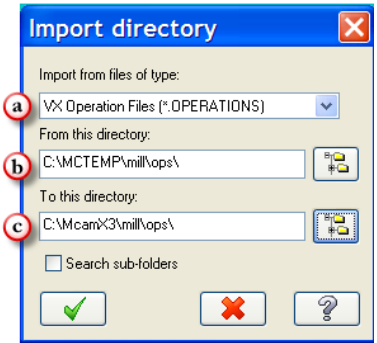 Import directory
Import from files of type:
a VX Operation Files (*.OPERATIONS)
From this directory:
b C:\MCTEMP\mill\ops\
To this directory:
c C:\McamX3\mill\ops\
Search sub-folders
?